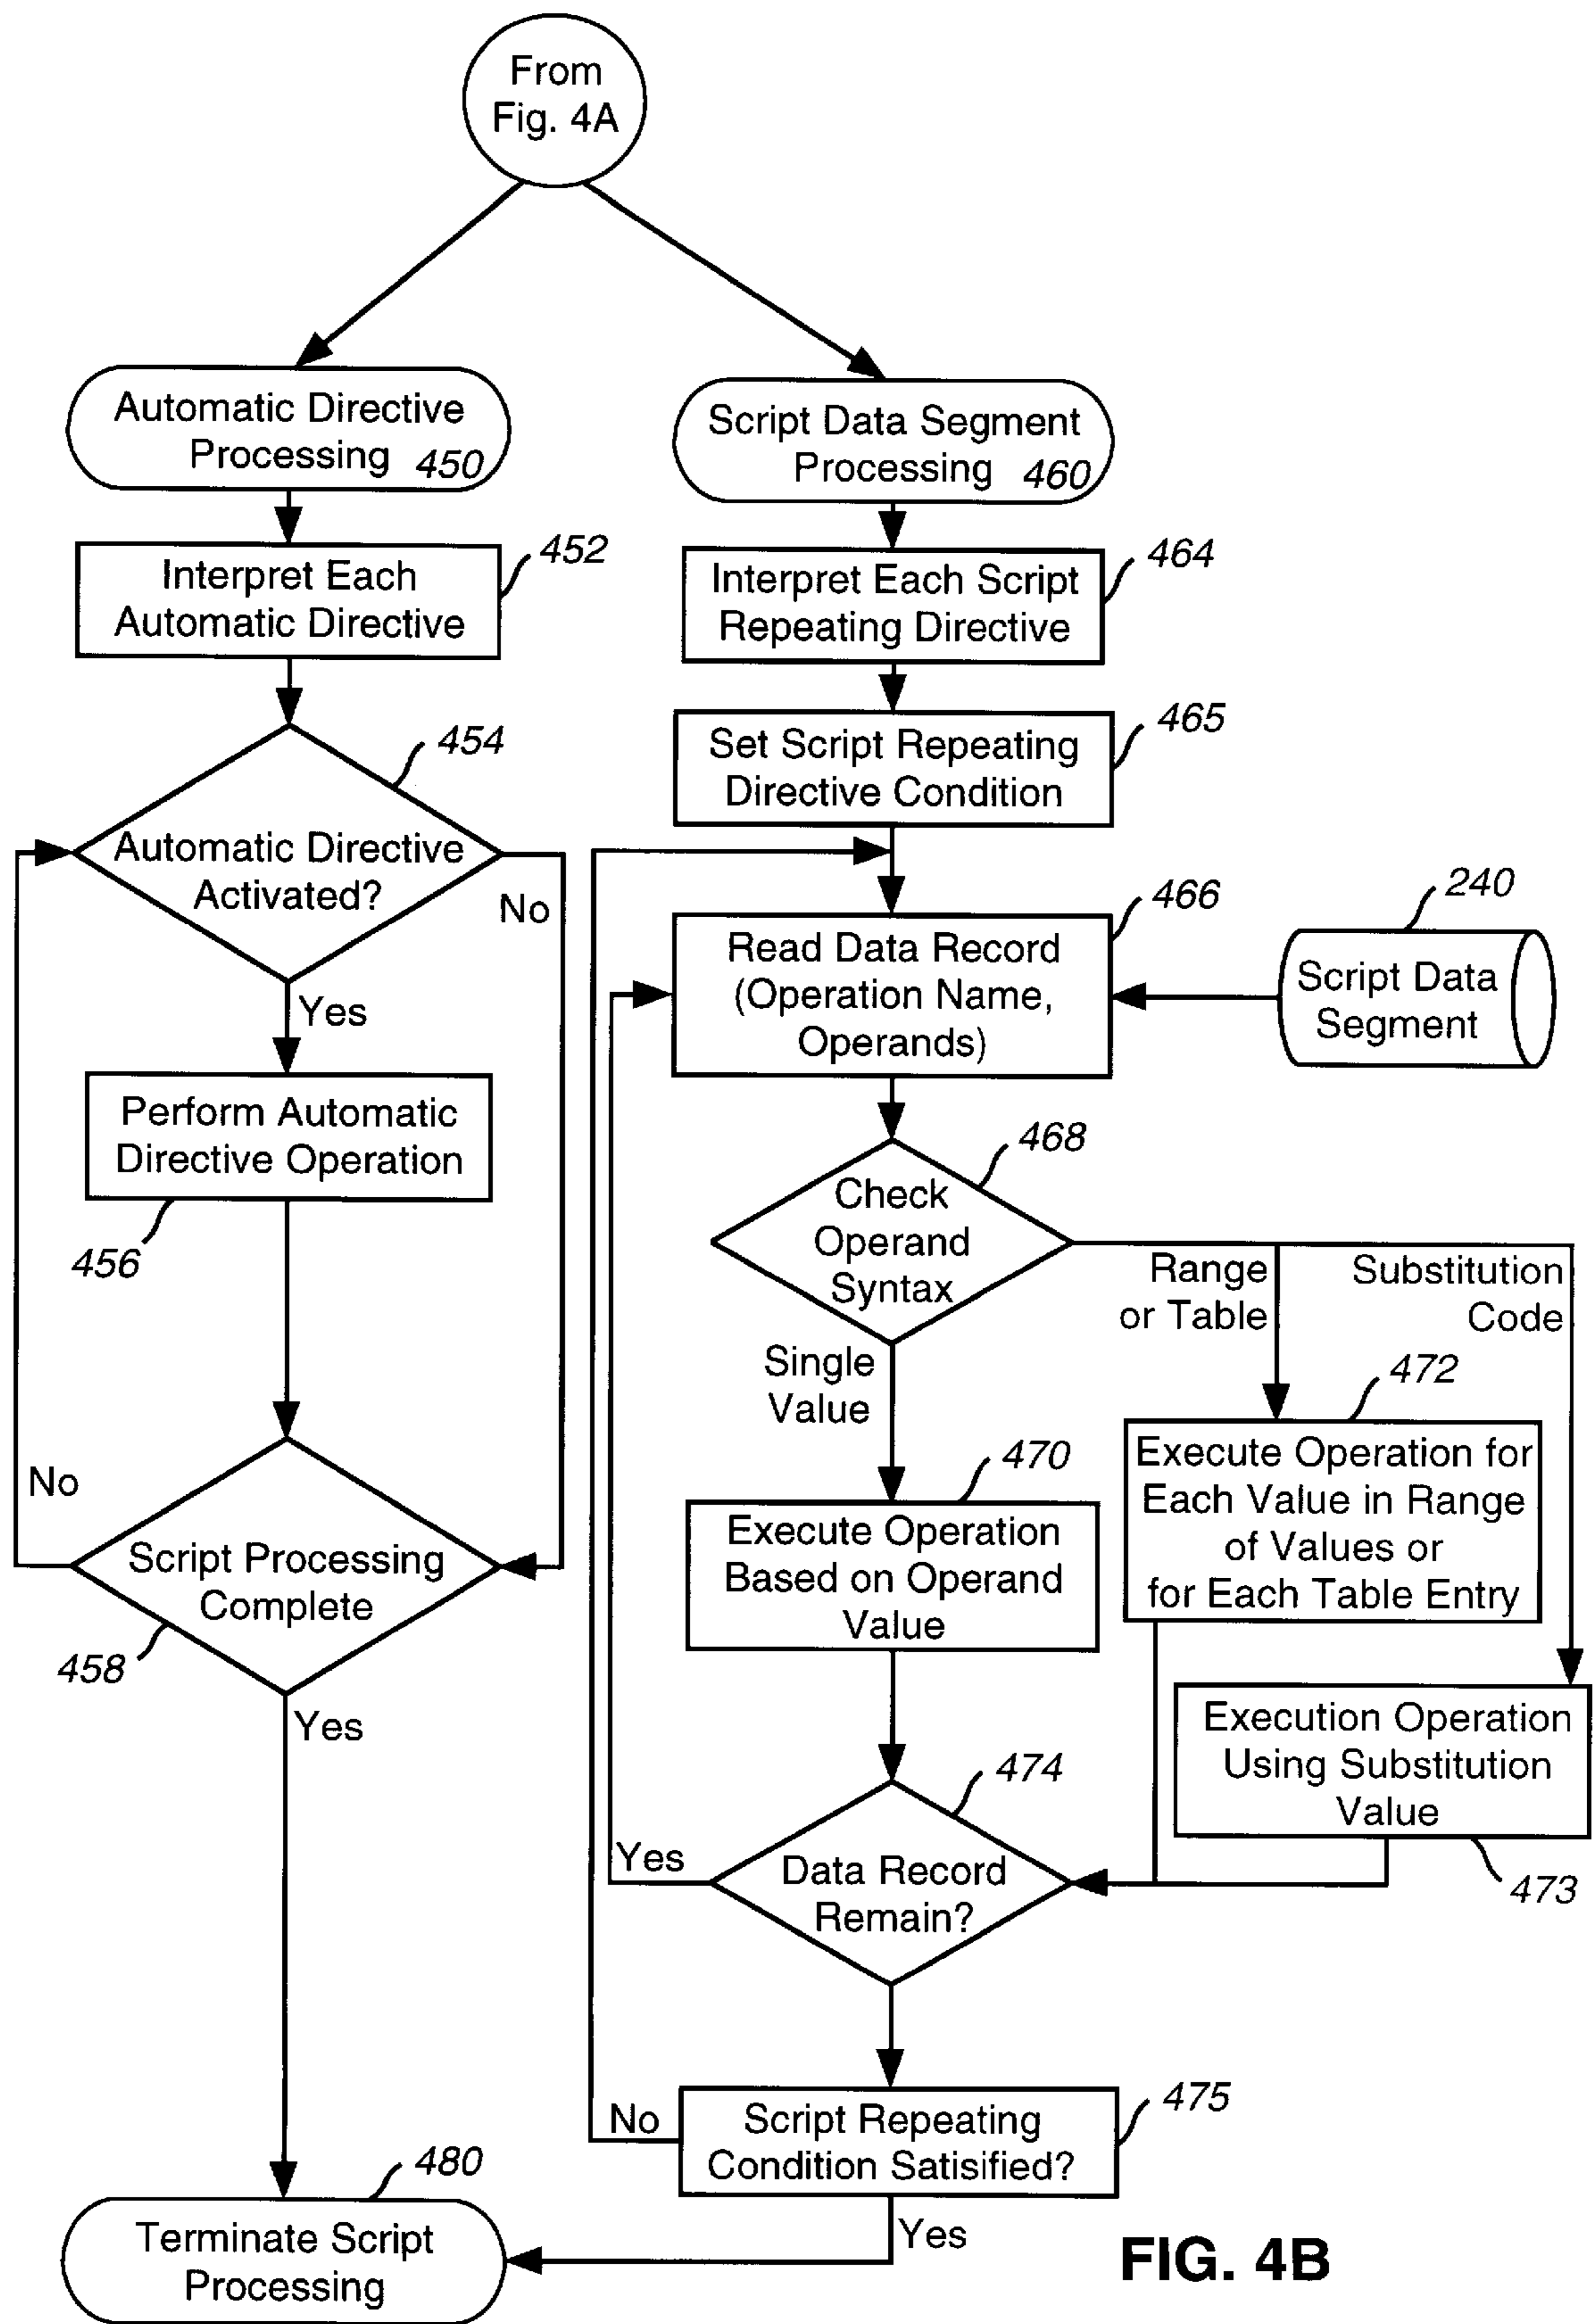 From
Fig. 4A
Automatic Directive
Processing 450
Script Data Segment
Processing 460
452
Interpret Each
Automatic Directive
464
Interpret Each Script
Repeating Directive
454
Automatic Directive
Activated?
No
Yes
465
Set Script Repeating
Directive Condition
466
Read Data Record
(Operation Name,
Operands)
240
Script Data
Segment
Perform Automatic
Directive Operation
456
468
Check
Operand
Syntax
Range
or Table
Substitution
Code
Single
Value
472
Execute Operation for
Each Value in Range
of Values or
for Each Table Entry
470
Execute Operation
Based on Operand
Value
No
Script Processing
Complete
458
Yes
Execution Operation
Using Substitution
Value
473
474
Data Record
Remain?
Yes
475
Script Repeating
Condition Satisified?
No
Yes
480
Terminate Script
Processing
FIG. 4B